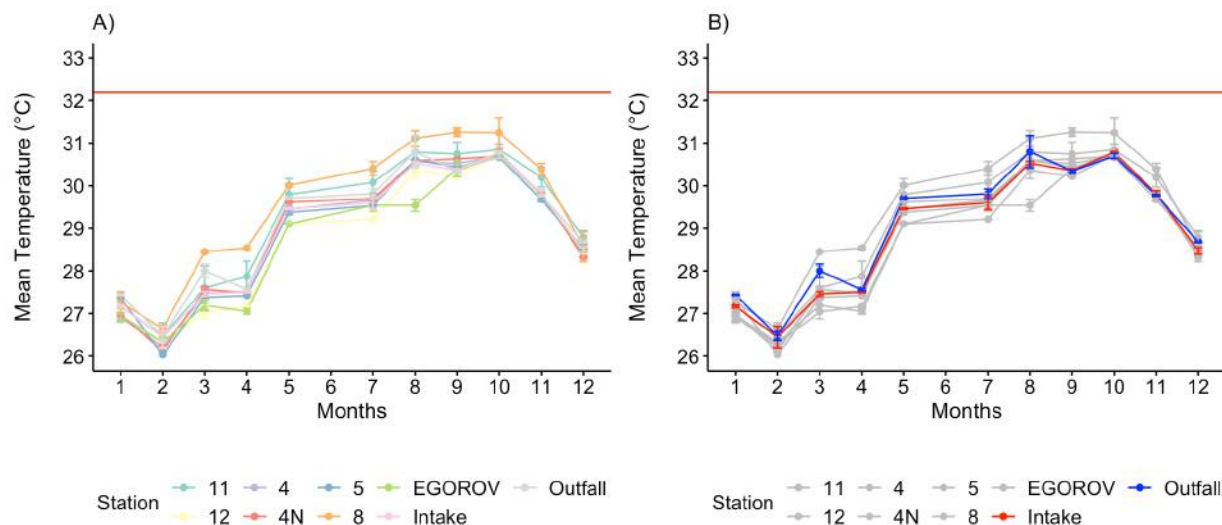 A)
33
32
31
30
29
28
27
26
Mean Temperature (°C)
1 2 3 4 5 6 7 8 9 10 11 12
Months
Station
11 4 5 EGOROV Outfall
12 4N 8 Intake
B)
33
32
31
30
29
28
27
26
Mean Temperature (°C)
1 2 3 4 5 6 7 8 9 10 11 12
Months
Station
11 4 5 EGOROV Outfall
12 4N 8 Intake